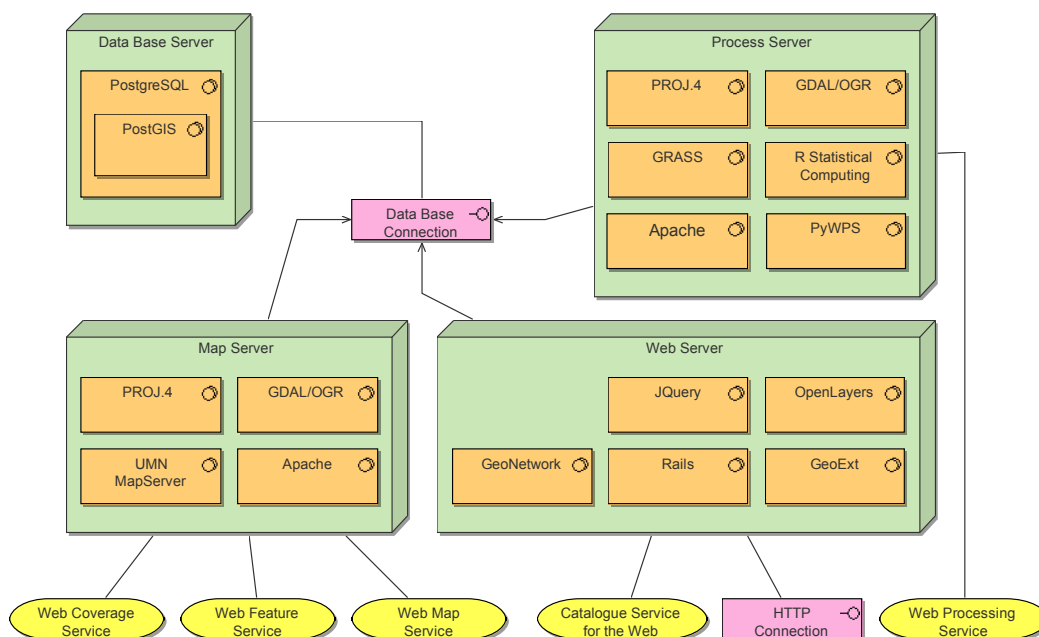 Data Base Server
PostgreSQL
PostGIS
Process Server
PROJ.4
GDAL/OGR
GRASS
R Statistical
Computing
Apache
PyWPS
Data Base
Connection
Map Server
PROJ.4
GDAL/OGR
UMN
MapServer
Apache
Web Server
JQuery
OpenLayers
GeoNetwork
Rails
GeoExt
Web Coverage
Service
Web Feature
Service
Web Map
Service
Catalogue Service
for the Web
HTTP
Connection
Web Processing
Service